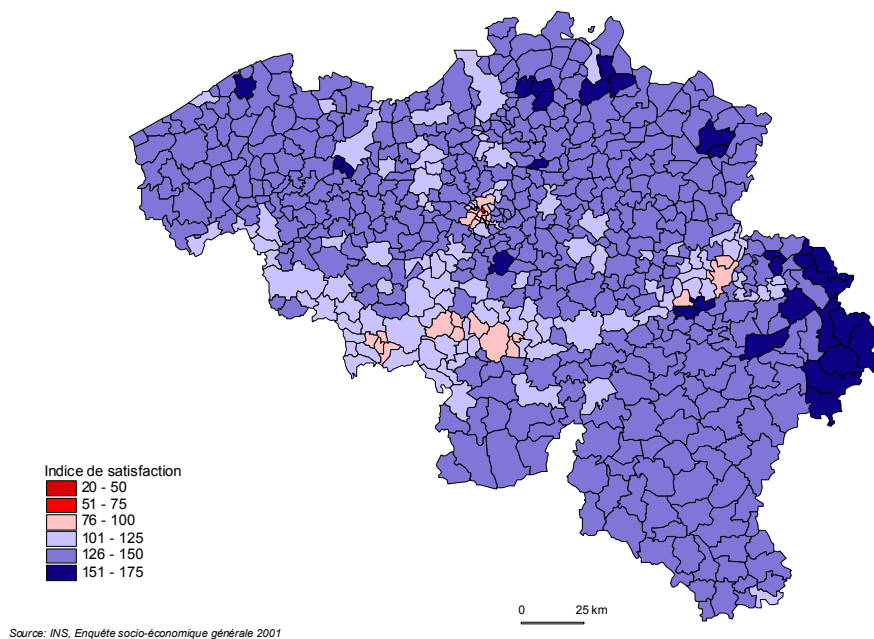 Indice de satisfaction
20 - 50
51 - 75
76 - 100
101 - 125
126 - 150
151 - 175
0 25 km
Source: INS, Enquête socio-économique générale 2001